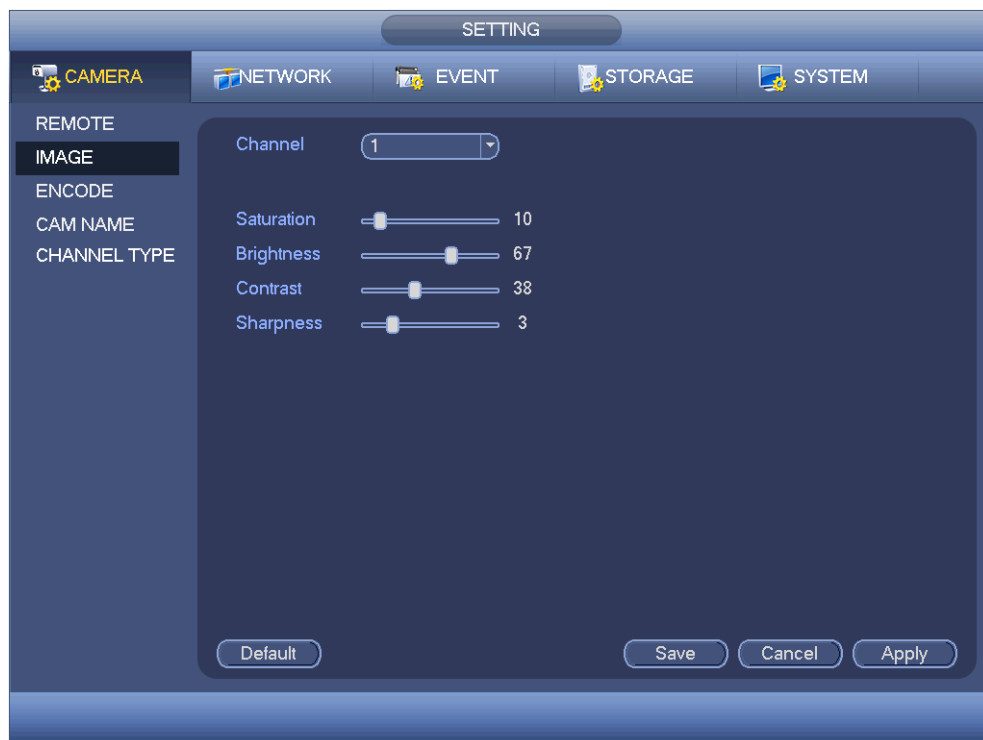 SETTING
CAMERA NETWORK EVENT STORAGE SYSTEM
REMOTE
IMAGE
ENCODE
CAM NAME
CHANNEL TYPE
Channel 1
Saturation 10
Brightness 67
Contrast 38
Sharpness 3
Default Save Cancel Apply